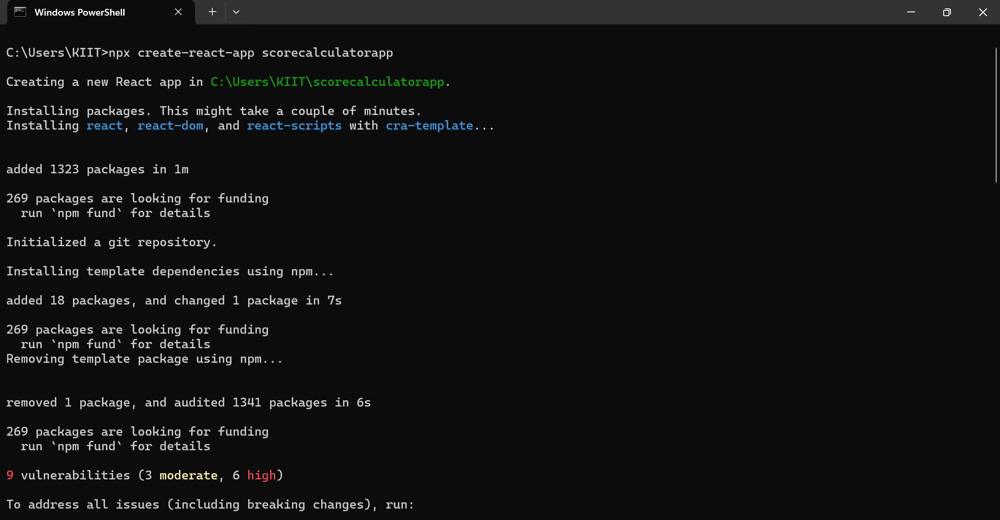 Windows PowerShell
C:\Users\KIIT>npx create-react-app scorecalculatorapp
Creating a new React app in C:\Users\KIIT\scorecalculatorapp.
Installing packages. This might take a couple of minutes.
Installing react, react-dom, and react-scripts with cra-template...
added 1323 packages in 1m
269 packages are looking for funding
  run `npm fund` for details
Initialized a git repository.
Installing template dependencies using npm...
added 18 packages, and changed 1 package in 7s
269 packages are looking for funding
  run `npm fund` for details
Removing template package using npm...
removed 1 package, and audited 1341 packages in 6s
269 packages are looking for funding
  run `npm fund` for details
9 vulnerabilities (3 moderate, 6 high)
To address all issues (including breaking changes), run: